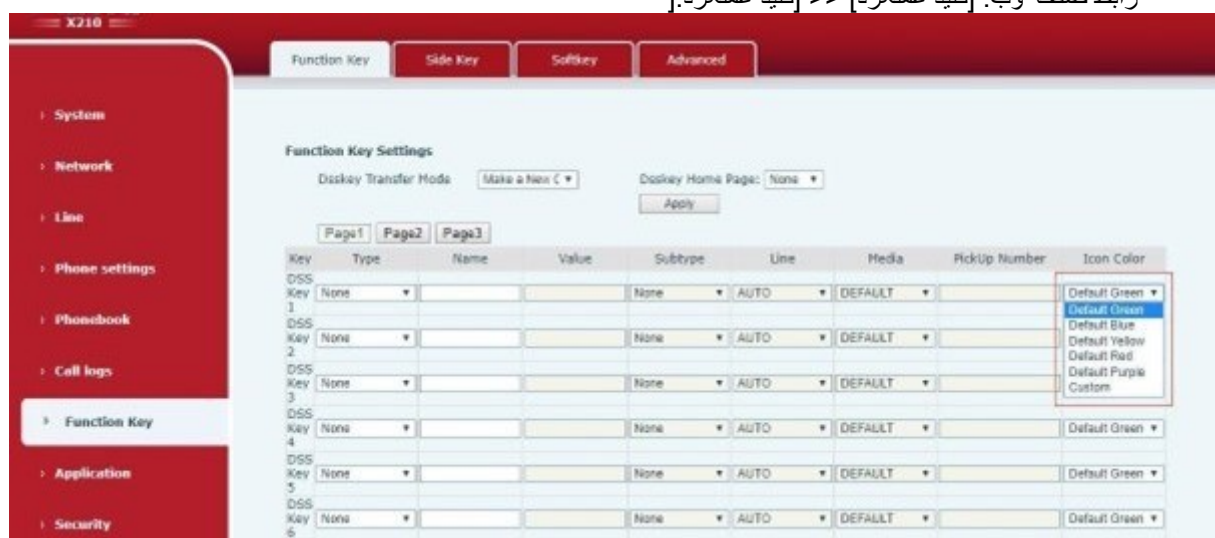 X210
Function Key Side Key Softkey Advanced
System
Function Key Settings
Network
Dsskey Transfer Mode Make a New C Dsskey Home Page: None
Apply
Line
Page1 Page2 Page3
Key Type Name Value Subtype Line Media PickUp Number Icon Color
Phone settings
DSS Key 1 None None AUTO DEFAULT Default Green
Default Green
Default Blue
Default Yellow
Default Red
Default Purple
Custom
Phonebook
DSS Key 2 None None AUTO DEFAULT
Call logs
DSS Key 3 None None AUTO DEFAULT
Function Key
DSS Key 4 None None AUTO DEFAULT Default Green
Application
DSS Key 5 None None AUTO DEFAULT Default Green
Security
DSS Key 6 None None AUTO DEFAULT Default Green